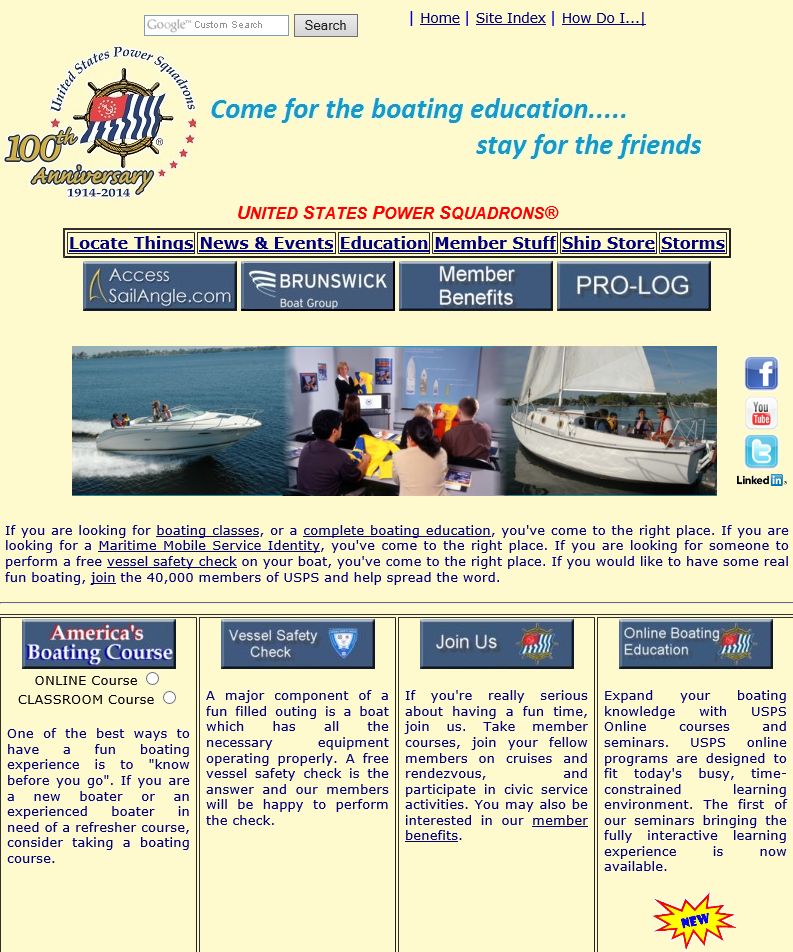 Google™ Custom Search Search | Home | Site Index | How Do I...|
United States Power Squadrons
100th
Anniversary
1914-2014
®
Come for the boating education.....
stay for the friends
UNITED STATES POWER SQUADRONS®
Locate Things News & Events Education Member Stuff Ship Store Storms
Access
SailAngle.com
BRUNSWICK
Boat Group
Member
Benefits
PRO-LOG
You
Tube
Linked in
If you are looking for boating classes, or a complete boating education, you've come to the right place. If you are
looking for a Maritime Mobile Service Identity, you've come to the right place. If you are looking for someone to
perform a free vessel safety check on your boat, you've come to the right place. If you would like to have some real
fun boating, join the 40,000 members of USPS and help spread the word.
America's
Boating Course
ONLINE Course
CLASSROOM Course
One of the best ways to
have a fun boating
experience is to "know
before you go". If you are
a new boater or an
experienced boater in
need of a refresher course,
consider taking a boating
course.
Vessel Safety
Check
A major component of a
fun filled outing is a boat
which has all the
necessary equipment
operating properly. A free
vessel safety check is the
answer and our members
will be happy to perform
the check.
Join Us
If you're really serious
about having a fun time,
join us. Take member
courses, join your fellow
members on cruises and
rendezvous, and
participate in civic service
activities. You may also be
interested in our member
benefits.
Online Boating
Education
Expand your boating
knowledge with USPS
Online courses and
seminars. USPS online
programs are designed to
fit today's busy, time-
constrained learning
environment. The first of
our seminars bringing the
fully interactive learning
experience is now
available.
NEW